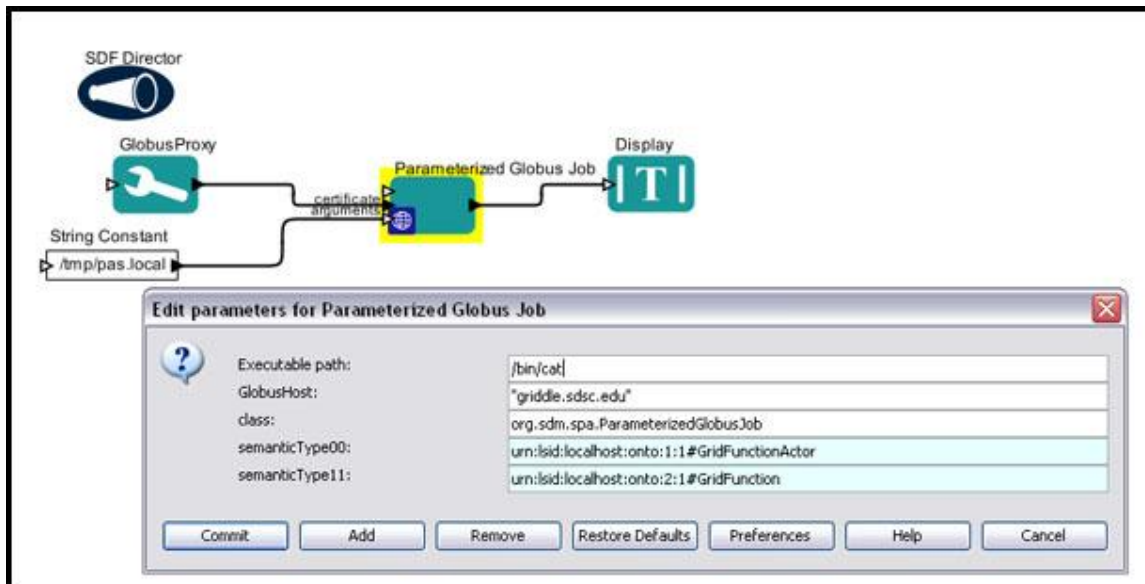 SDF Director
GlobusProxy
Parameterized Globus Job
Display
T
certificate
arguments
String Constant
/tmp/pas.local
Edit parameters for Parameterized Globus Job
?
Executable path: /bin/cat
GlobusHost: "griddle.sdsc.edu"
class: org.sdm.spa.ParameterizedGlobusJob
semanticType00: urn:lsid:localhost:onto:1:1#GridFunctionActor
semanticType11: urn:lsid:localhost:onto:2:1#GridFunction
Commit Add Remove Restore Defaults Preferences Help Cancel